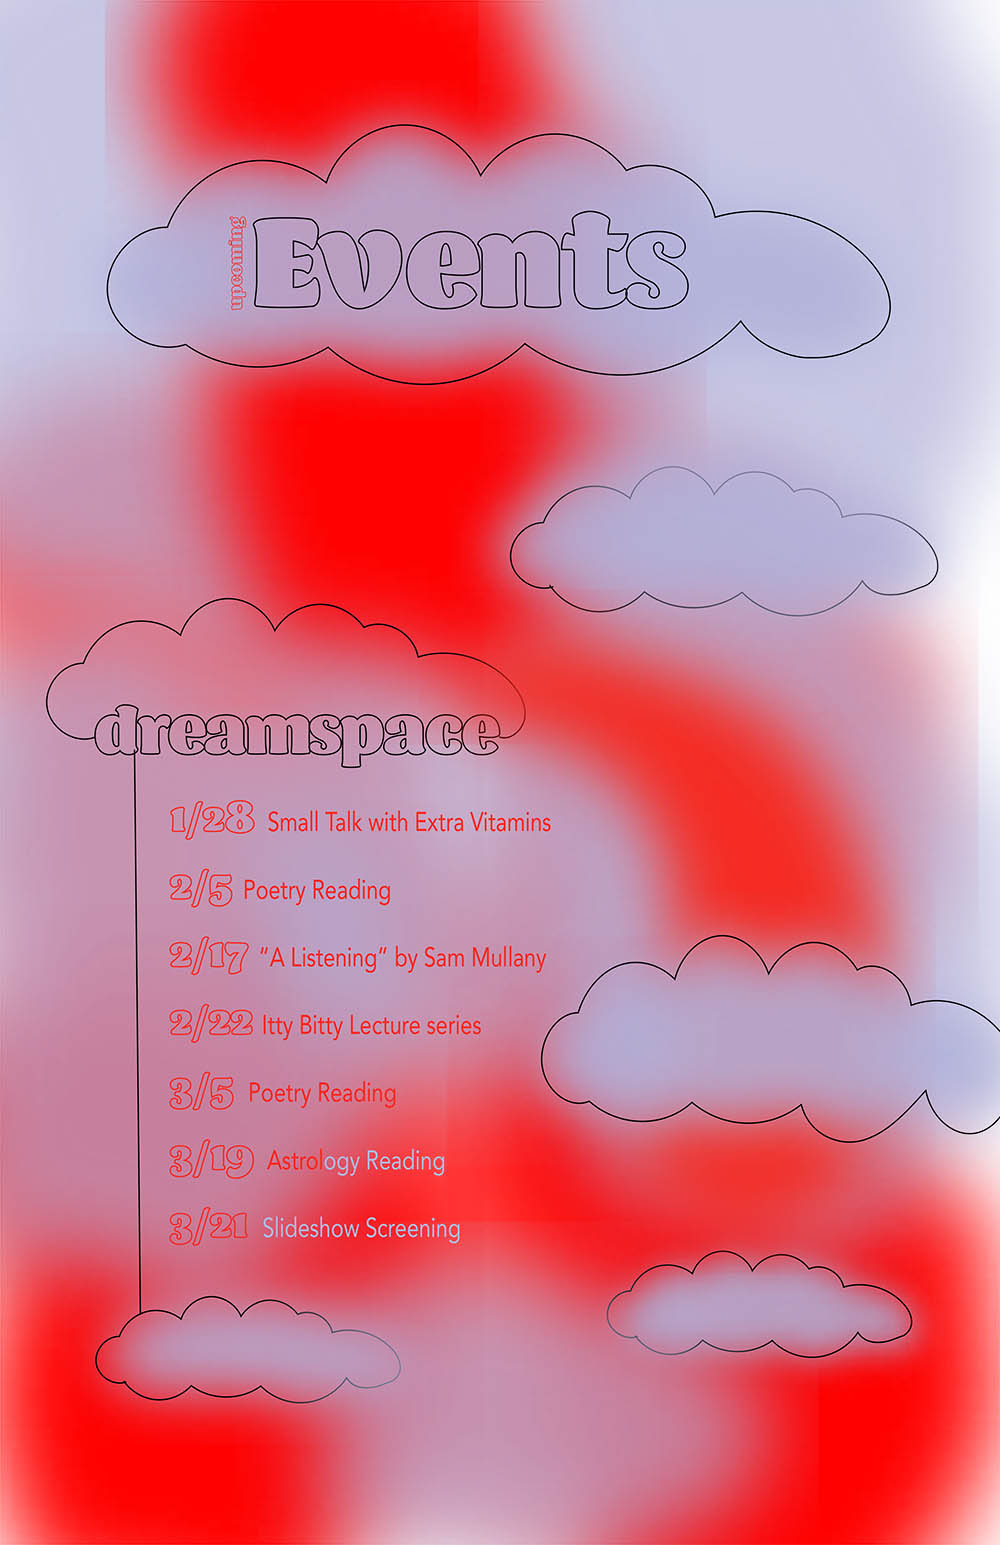 upcoming
Events
dreamspace
1/28 Small Talk with Extra Vitamins
2/5 Poetry Reading
2/17 “A Listening” by Sam Mullany
2/22 Itty Bitty Lecture series
3/5 Poetry Reading
3/19 Astrology Reading
3/21 Slideshow Screening